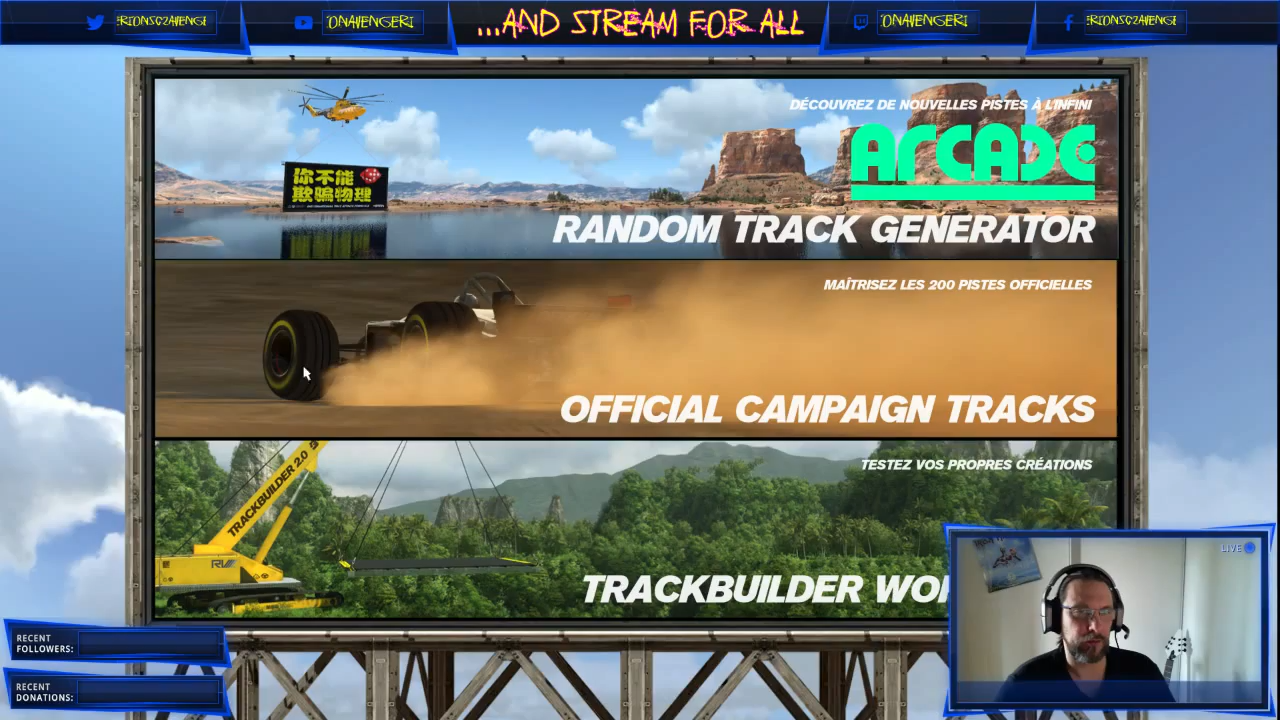 ...AND STREAM FOR ALL
DÉCOUVREZ DE NOUVELLES PISTES À L'INFINI
ARCADE
你不能
欺騙物理
RANDOM TRACK GENERATOR
MAÎTRISEZ LES 200 PISTES OFFICIELLES
OFFICIAL CAMPAIGN TRACKS
TESTEZ VOS PROPRES CRÉATIONS
TRACKBUILDER 2.0
TRACKBUILDER
LIVE
RECENT
FOLLOWERS:
RECENT
DONATIONS: